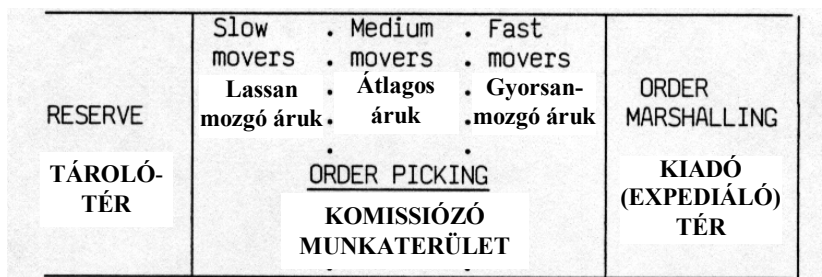 RESERVE
TÁROLÓ-
TÉR
Slow . Medium . Fast
movers . movers . movers
Lassan . Átlagos . Gyorsan-
mozgó áruk . áruk . mozgó áruk
ORDER PICKING
KOMISSIÓZÓ
MUNKATERÜLET
ORDER
MARSHALLING
KIADÓ
(EXPEDIÁLÓ)
TÉR